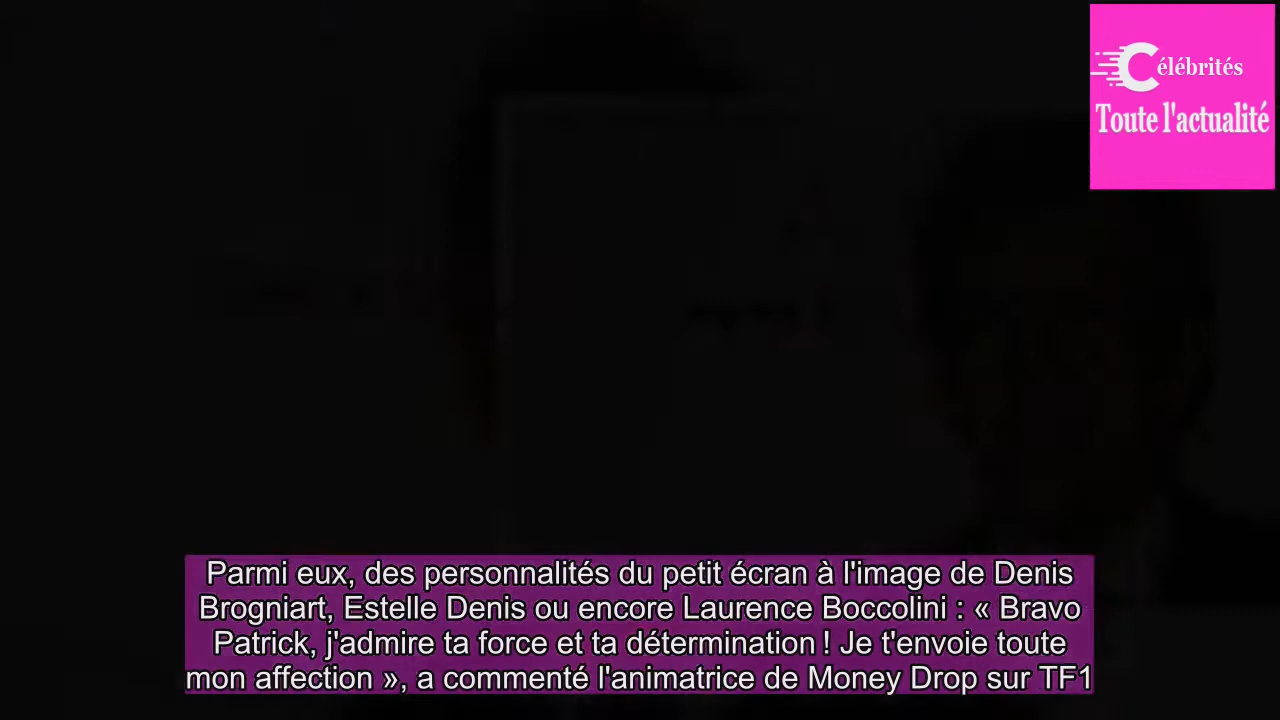 Célébrités
Toute l'actualité
Parmi eux, des personnalités du petit écran à l'image de Denis
Brogniart, Estelle Denis ou encore Laurence Boccolini : « Bravo
Patrick, j'admire ta force et ta détermination ! Je t'envoie toute
mon affection », a commenté l'animatrice de Money Drop sur TF1